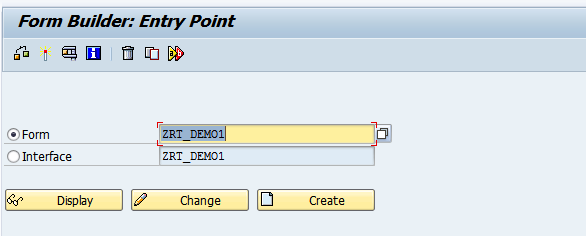 Form Builder: Entry Point
Form ZRT_DEMO1
Interface ZRT_DEMO1
Display Change Create